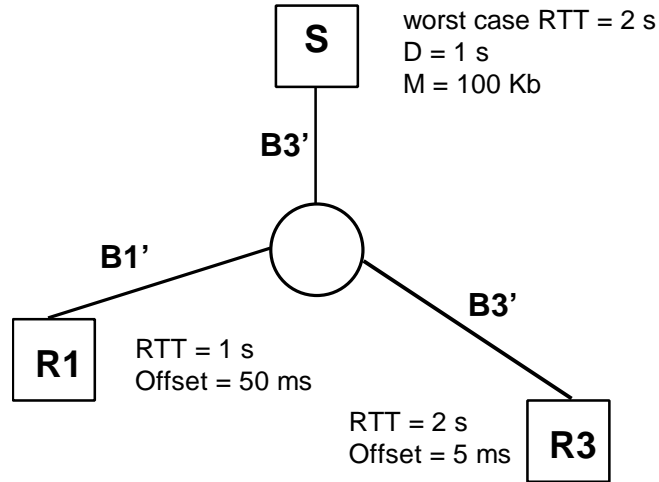 S
worst case RTT = 2 s
D = 1 s
M = 100 Kb
B3’
B1’
B3’
R1
RTT = 1 s
Offset = 50 ms
RTT = 2 s
Offset = 5 ms
R3